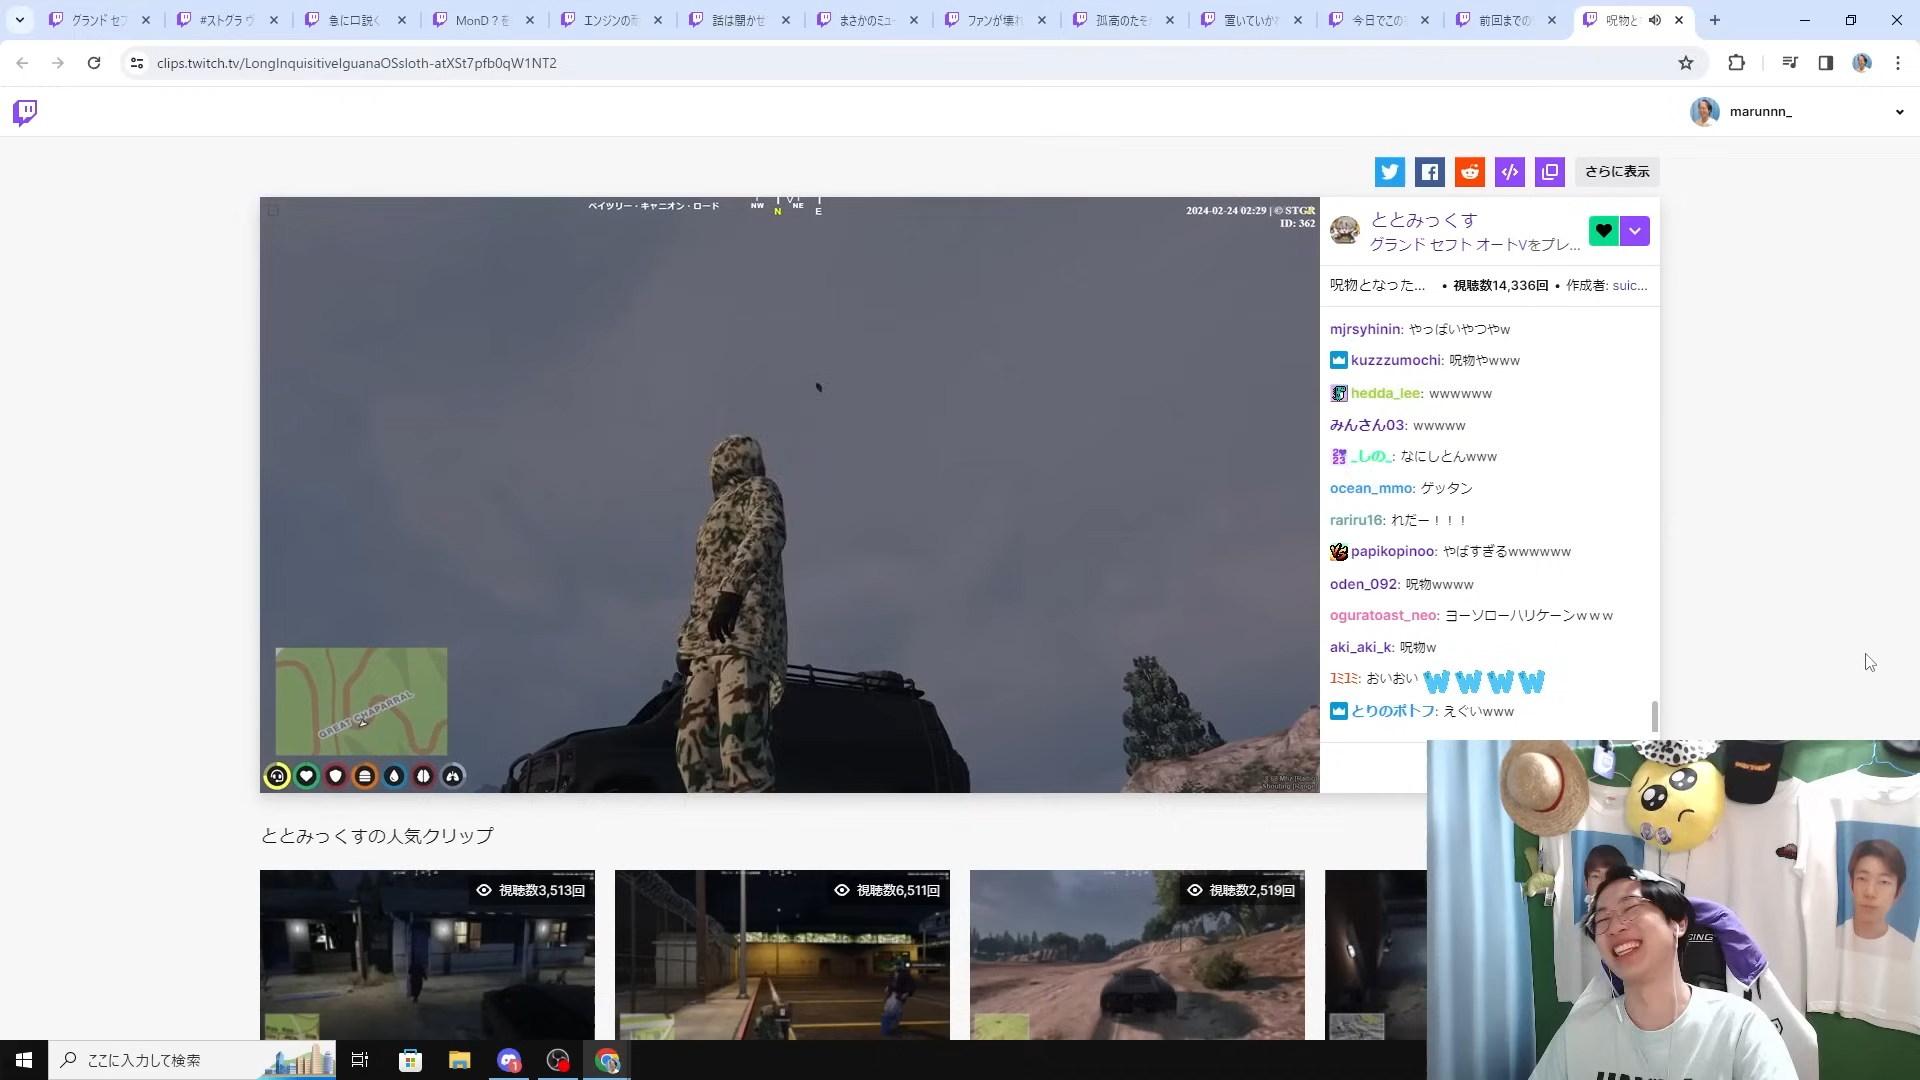 グランド セフ
#ストグラ ヴ
急に口説く
MonD？を
エンジンの耐
話は聞かせ
まさかのミュー
ファンが壊れ
孤高のたそ
置いていかれ
今日でこの
前回までの
呪物と
clips.twitch.tv/LongInquisitiveIguanaOSsloth-atXSt7pfb0qW1NT2
marunnn_
さらに表示
ベイツリー・キャニオン・ロード
NW N NE E
2024-02-24 02:29 | © STGR
ID: 362
ととみっくす
グランド セフト オートVをプレ...
呪物となった... • 視聴数14,336回 • 作成者: suic...
mjrsyhinin: やっばいやつやw
kuzzzumochi: 呪物やwww
hedda_lee: wwwwww
みんさん03: wwwww
_しの_: なにしとんwww
ocean_mmo: ゲッタン
rariru16: れだー！！！
papikopinoo: やばすぎるwwwwww
oden_092: 呪物wwww
oguratoast_neo: ヨーソローハリケーンｗｗｗ
aki_aki_k: 呪物w
おいおい W W W W
とりのポトフ: えぐいwww
GREAT CHAPARRAL
ととみっくすの人気クリップ
視聴数3,513回
視聴数6,511回
視聴数2,519回
ここに入力して検索